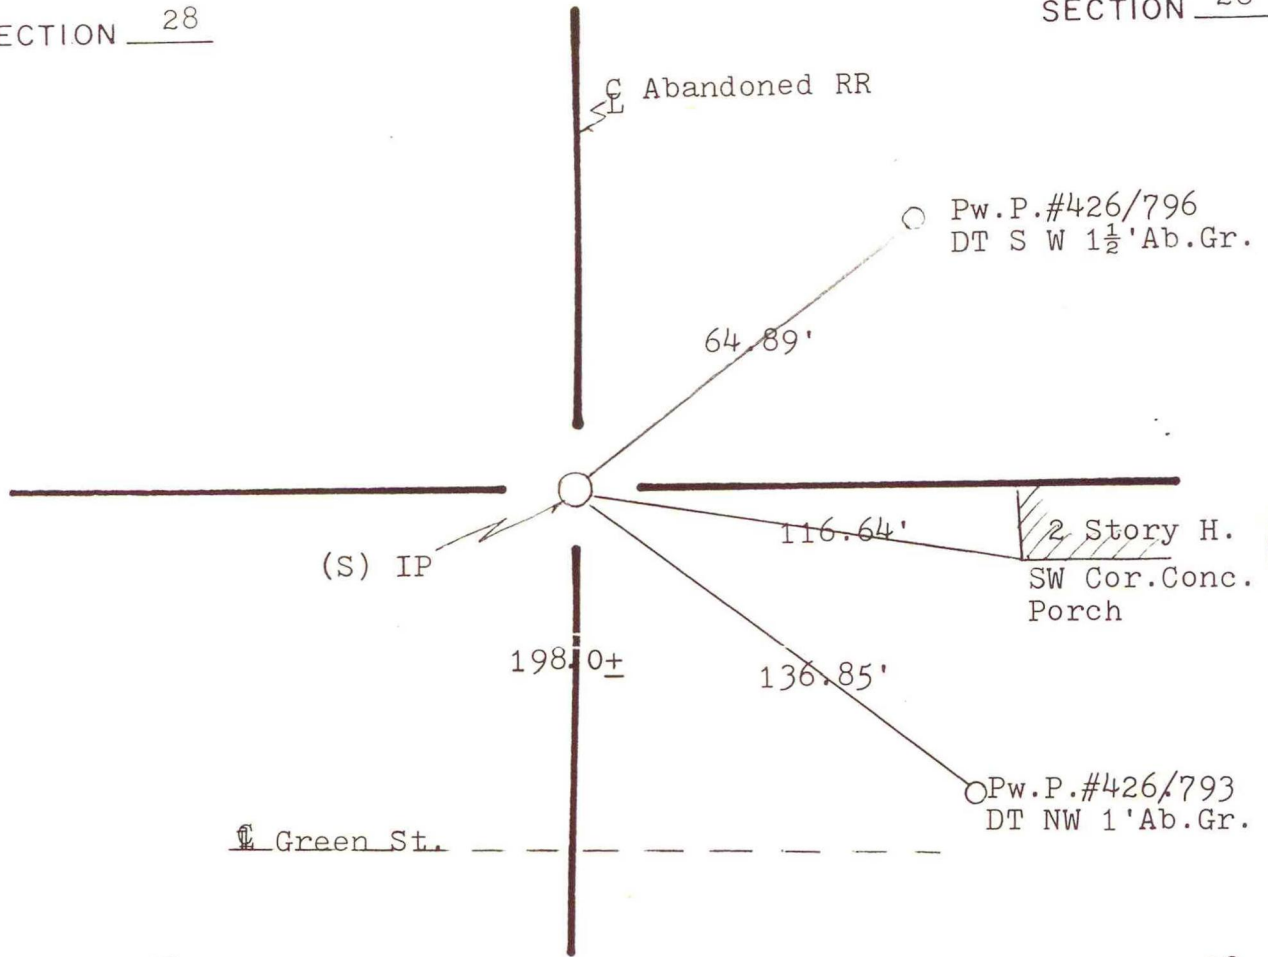 ECTION 28
SECTION
℄ Abandoned RR
Pw.P.#426/796
DT S W 1½'Ab.Gr.
64.89'
116.64'
2 Story H.
SW Cor.Conc.
Porch
(S) IP
198.0±
136.85'
Pw.P.#426/793
DT NW 1'Ab.Gr.
℄ Green St.